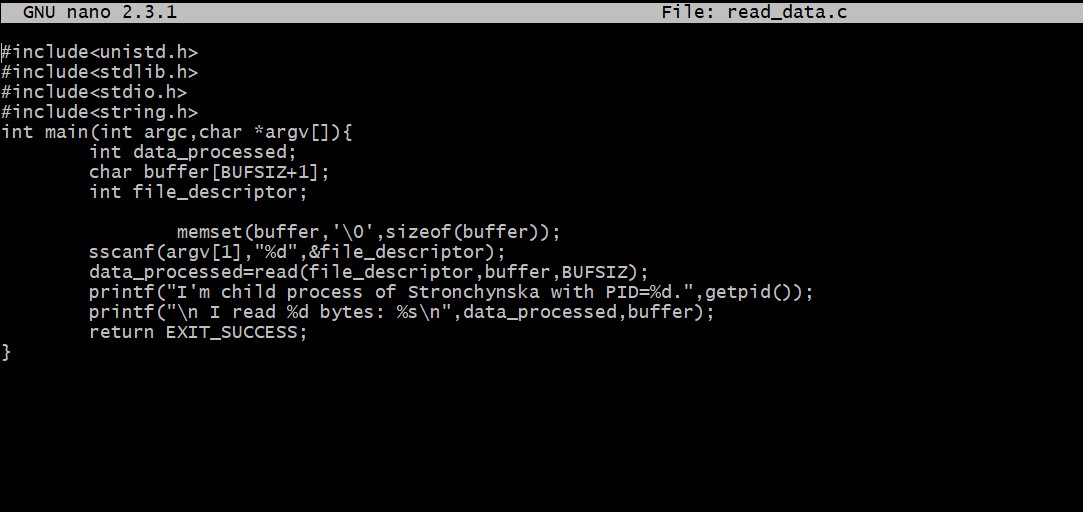 GNU nano 2.3.1 File: read_data.c
#include<unistd.h>
#include<stdlib.h>
#include<stdio.h>
#include<string.h>
int main(int argc,char *argv[]){
        int data_processed;
        char buffer[BUFSIZ+1];
        int file_descriptor;
                memset(buffer,'\0',sizeof(buffer));
        sscanf(argv[1],"%d",&file_descriptor);
        data_processed=read(file_descriptor,buffer,BUFSIZ);
        printf("I'm child process of Stronchynska with PID=%d.",getpid());
        printf("\n I read %d bytes: %s\n",data_processed,buffer);
        return EXIT_SUCCESS;
}